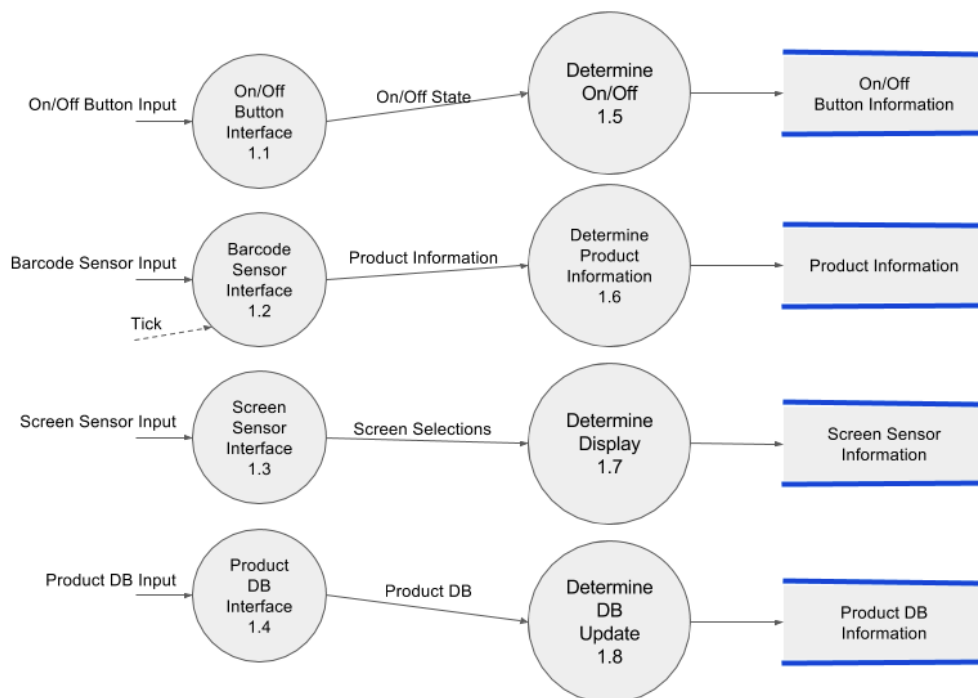 On/Off Button Input
On/Off
Button
Interface
1.1
On/Off State
Determine
On/Off
1.5
On/Off
Button Information
Barcode Sensor Input
Tick
Barcode
Sensor
Interface
1.2
Product Information
Determine
Product
Information
1.6
Product Information
Screen Sensor Input
Screen
Sensor
Interface
1.3
Screen Selections
Determine
Display
1.7
Screen Sensor
Information
Product DB Input
Product
DB
Interface
1.4
Product DB
Determine
DB
Update
1.8
Product DB
Information